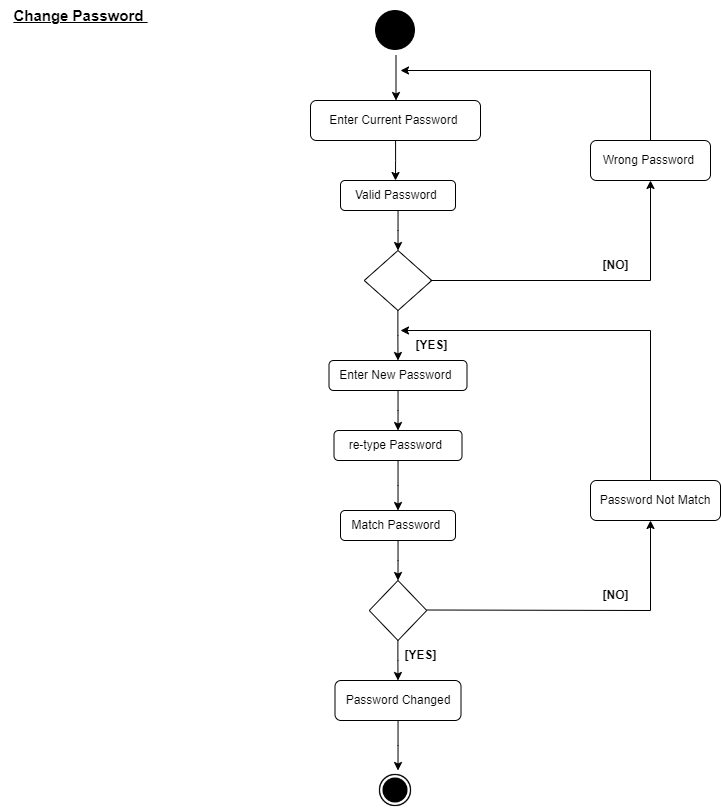 Change Password
Enter Current Password
Wrong Password
Valid Password
[NO]
[YES]
Enter New Password
re-type Password
Password Not Match
Match Password
[NO]
[YES]
Password Changed